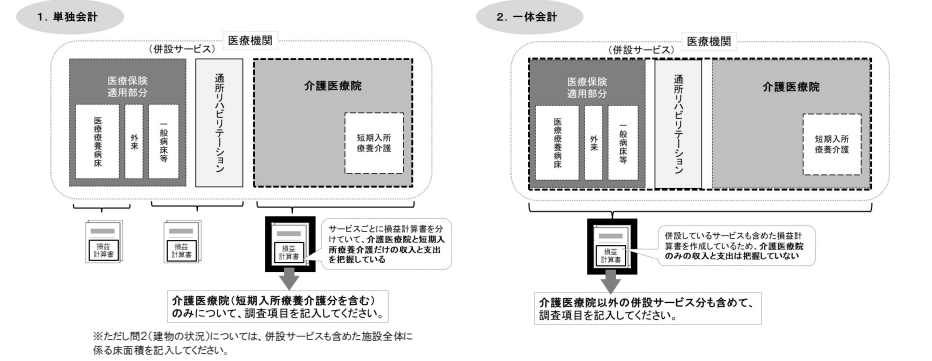 1. 単独会計
医療機関
(併設サービス)
医療保険
適用部分
医療療養病床
外来
一般病床等
通所リハビリテーション
介護医療院
短期入所
療養介護
損益
計算書
損益
計算書
損益
計算書
サービスごとに損益計算書を分
けていて、介護医療院と短期入
所療養介護だけの収入と支出
を把握している
介護医療院(短期入所療養介護分を含む)
のみについて、調査項目を記入してください。
※ただし問2(建物の状況)については、併設サービスも含めた施設全体に
係る床面積を記入してください。
2. 一体会計
医療機関
(併設サービス)
医療保険
適用部分
医療療養病床
外来
一般病床等
通所リハビリテーション
介護医療院
短期入所
療養介護
損益
計算書
併設しているサービスも含めた損益計
算書を作成しているため、介護医療院
のみの収入と支出は把握していない
介護医療院以外の併設サービス分も含めて、
調査項目を記入してください。